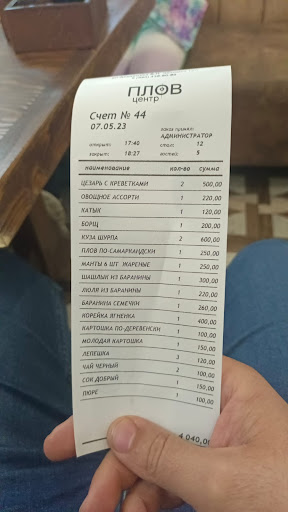 ПЛОВ
центр
Счет № 44
07.05.23
АДМИНИСТРАТОР
открыт: 17:40 стол: 12
закрыт: 18:27 гостей: 5
наименование кол-во сумма
ЦЕЗАРЬ С КРЕВЕТКАМИ 2 500,00
ОВОЩНОЕ АССОРТИ 1 220,00
КАТЫК 1 120,00
БОРЩ 1 200,00
КУЗА ШУРПА 2 600,00
ПЛОВ ПО-САМАРКАНДСКИ 1 250,00
МАНТЫ 6 ШТ ЖАРЕНЫЕ 1 250,00
ШАШЛЫК ИЗ БАРАНИНЫ 1 300,00
ЛЮЛЯ ИЗ БАРАНИНЫ 1 220,00
БАРАНИНА СЕМЕЧКИ 1 260,00
КОРЕЙКА ЯГНЕНКА 1 400,00
КАРТОШКА ПО-ДЕРЕВЕНСКИ 1 100,00
МОЛОДАЯ КАРТОШКА 1 150,00
ЛЕПЕШКА 3 120,00
ЧАЙ ЧЕРНЫЙ 2 100,00
СОК ДОБРЫЙ 1 150,00
ПЮРЕ 1 100,00
4 040,00